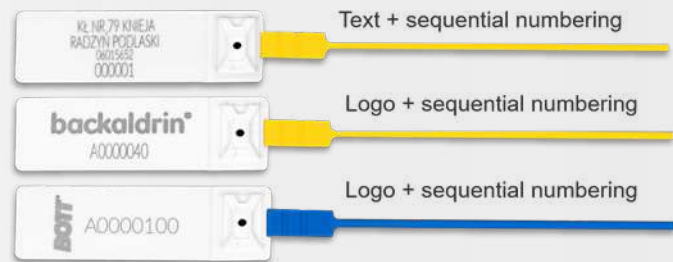 KŁ NR,79 KNIEJA
RADZYŃ PODLASKI
06015652
000001
Text + sequential numbering
backaldrin
A0000040
Logo + sequential numbering
BOTT
A0000100
Logo + sequential numbering